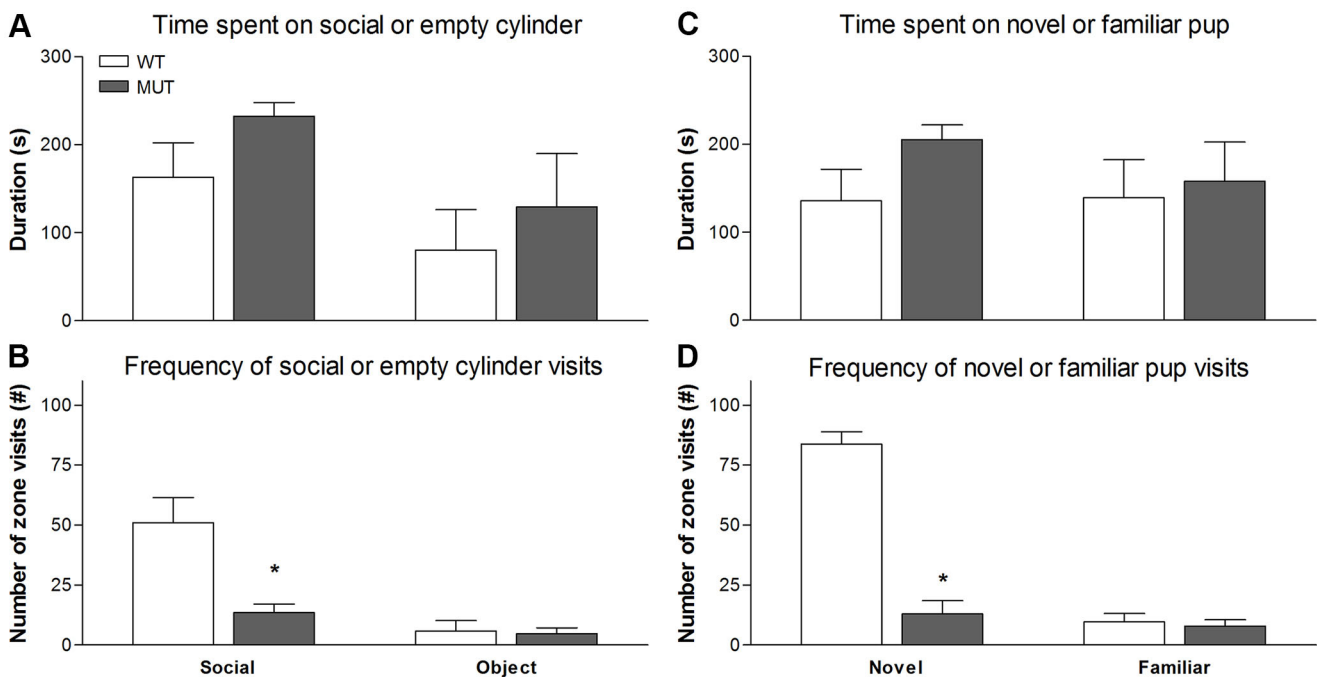 A
Time spent on social or empty cylinder
300
200
100
0
Duration (s)
WT
MUT
C
Time spent on novel or familiar pup
300
200
100
0
Duration (s)
B
Frequency of social or empty cylinder visits
100
75
50
25
0
Number of zone visits (#)
*
Social Object
D
Frequency of novel or familiar pup visits
100
75
50
25
0
Number of zone visits (#)
*
Novel Familiar